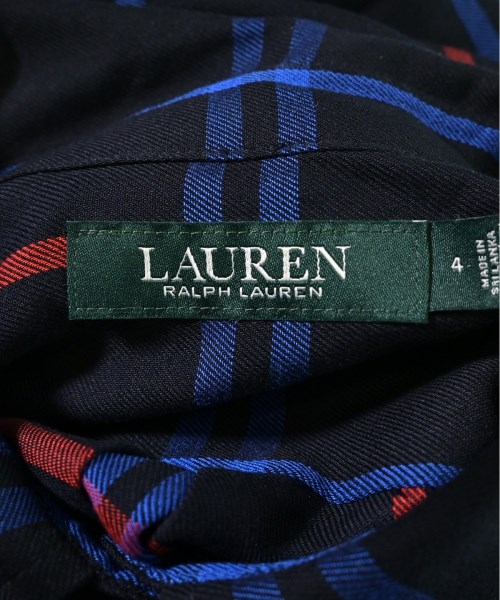 LAUREN
RALPH LAUREN
4
MADE IN
SRI LANKA